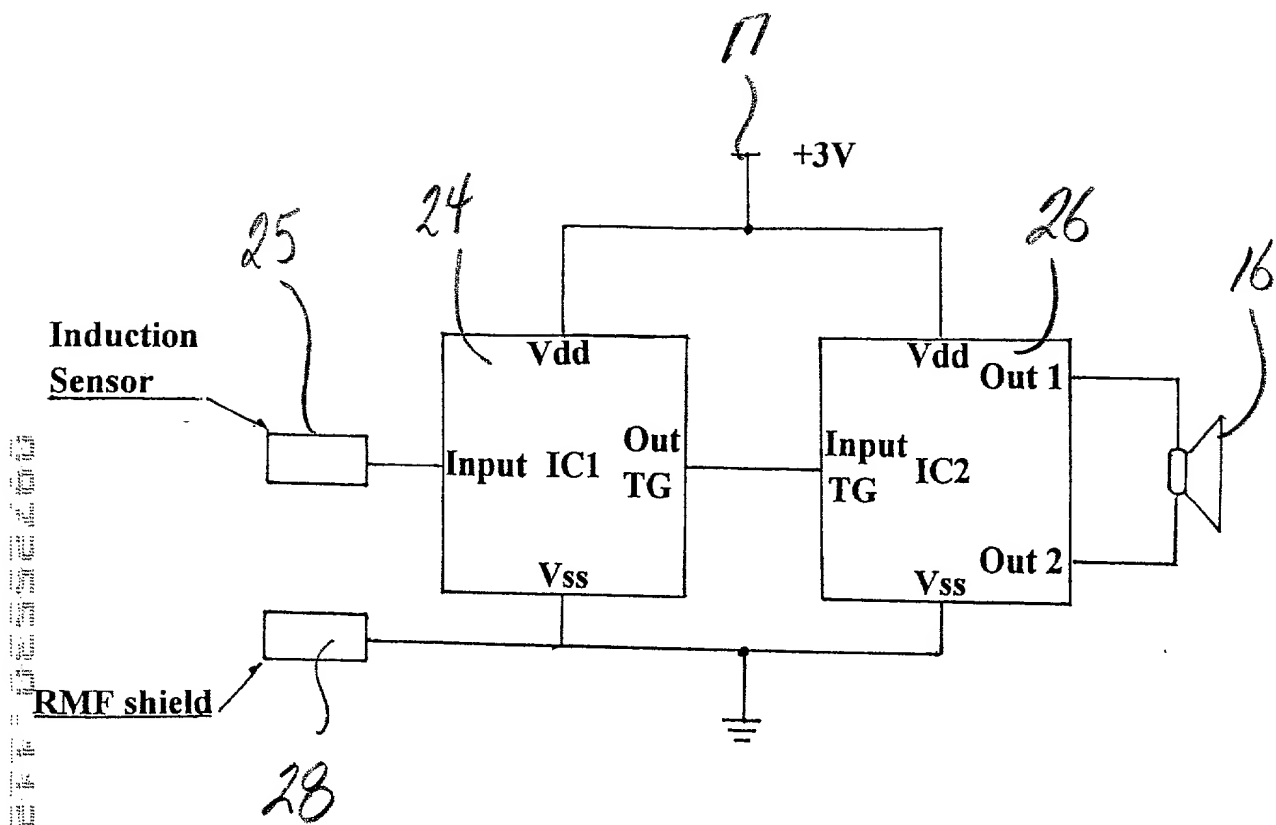 17
+3V
24
26
25
16
Induction
Sensor
Vdd
Vdd
Out 1
Input IC1
Out
TG
Input
TG
IC2
Vss
Vss
Out 2
RMF shield
28